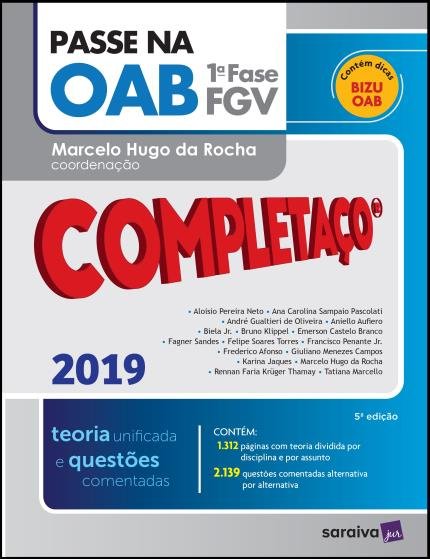 PASSE NA
OAB 1ª Fase
FGV
Contém dicas
BIZU
OAB
Marcelo Hugo da Rocha
coordenação
COMPLETAÇO®
• Aloisio Pereira Neto • Ana Carolina Sampaio Pascolati
• André Gualtieri de Oliveira • Aniello Aufiero
• Biela Jr. • Bruno Klippel • Emerson Castelo Branco
• Fagner Sandes • Felipe Soares Torres • Francisco Penante Jr.
• Frederico Afonso • Giuliano Menezes Campos
• Karina Jaques • Marcelo Hugo da Rocha
• Rennan Faria Krüger Thamay • Tatiana Marcello
2019
5ª edição
teoria unificada
e questões
comentadas
CONTÉM:
1.312 páginas com teoria dividida por
disciplina e por assunto
2.139 questões comentadas alternativa
por alternativa
saraiva jur